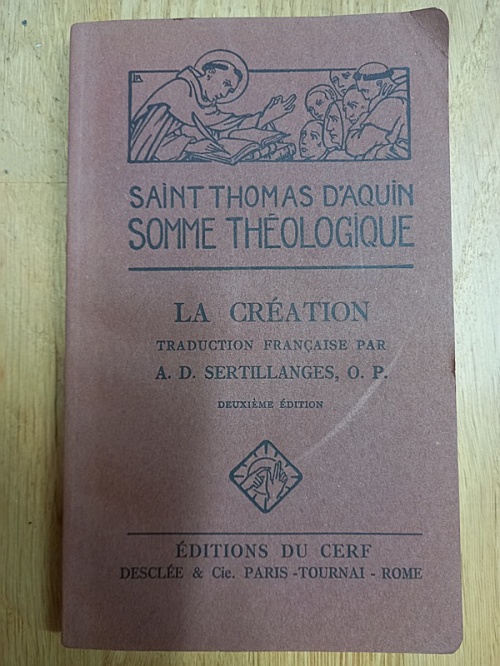 SAINT THOMAS D'AQUIN
SOMME THÉOLOGIQUE
LA CRÉATION
TRADUCTION FRANÇAISE PAR
A. D. SERTILLANGES, O. P.
DEUXIÈME ÉDITION
ÉDITIONS DU CERF
DESCLÉE & Cie. PARIS - TOURNAI - ROME